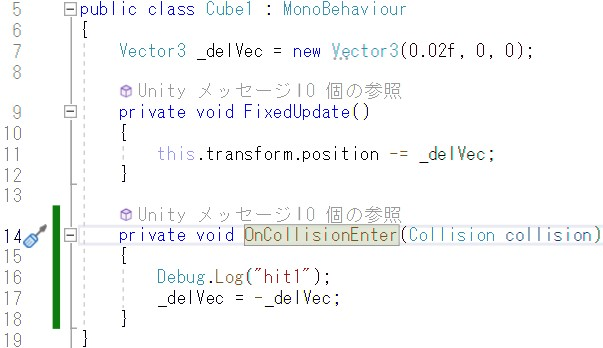 5 public class Cube1 : MonoBehaviour
6 {
7 Vector3 _delVec = new Vector3(0.02f, 0, 0);
8
Unity メッセージ|0 個の参照
9 private void FixedUpdate()
10 {
11 this.transform.position -= _delVec;
12 }
13
Unity メッセージ|0 個の参照
14 private void OnCollisionEnter(Collision collision)
15 {
16 Debug.Log("hit1");
17 _delVec = -_delVec;
18 }
19 }